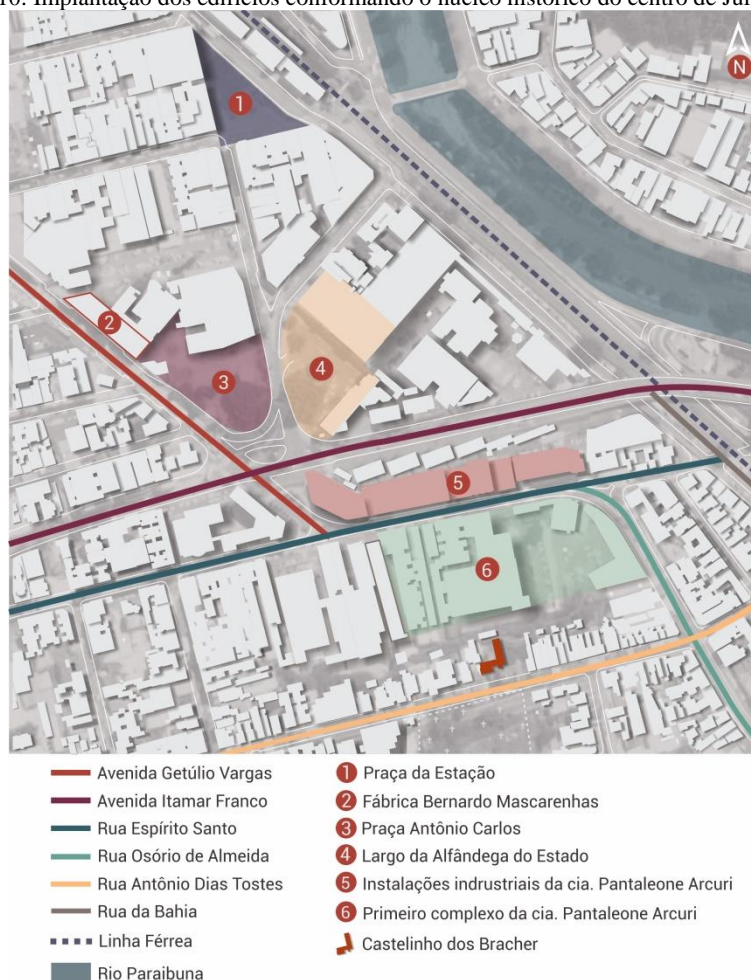 10. Implantação dos edifícios conformando o núcleo histórico do centro de
N
1
2
3
4
5
6
Avenida Getúlio Vargas
Avenida Itamar Franco
Rua Espírito Santo
Rua Osório de Almeida
Rua Antônio Dias Tostes
Rua da Bahia
Linha Férrea
Rio Paraibuna
1 Praça da Estação
2 Fábrica Bernardo Mascarenhas
3 Praça Antônio Carlos
4 Largo da Alfândega do Estado
5 Instalações indrustriais da cia. Pantaleone Arcuri
6 Primeiro complexo da cia. Pantaleone Arcuri
Castelinho dos Bracher